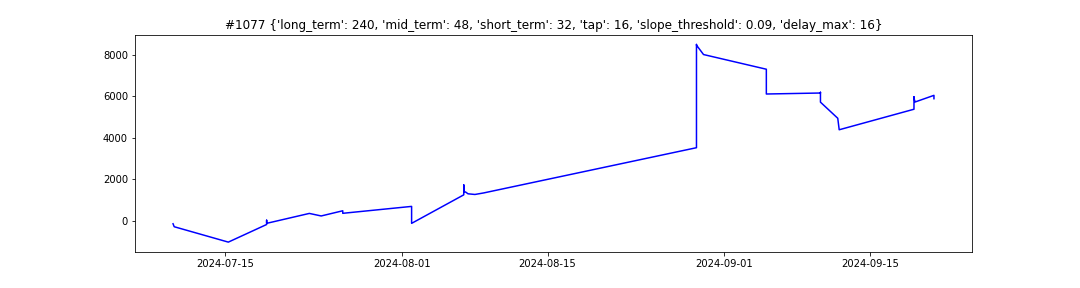 #1077 {'long_term': 240, 'mid_term': 48, 'short_term': 32, 'tap': 16, 'slope_threshold': 0.09, 'delay_max': 16}
8000
6000
4000
2000
0
2024-07-15 2024-08-01 2024-08-15 2024-09-01 2024-09-15